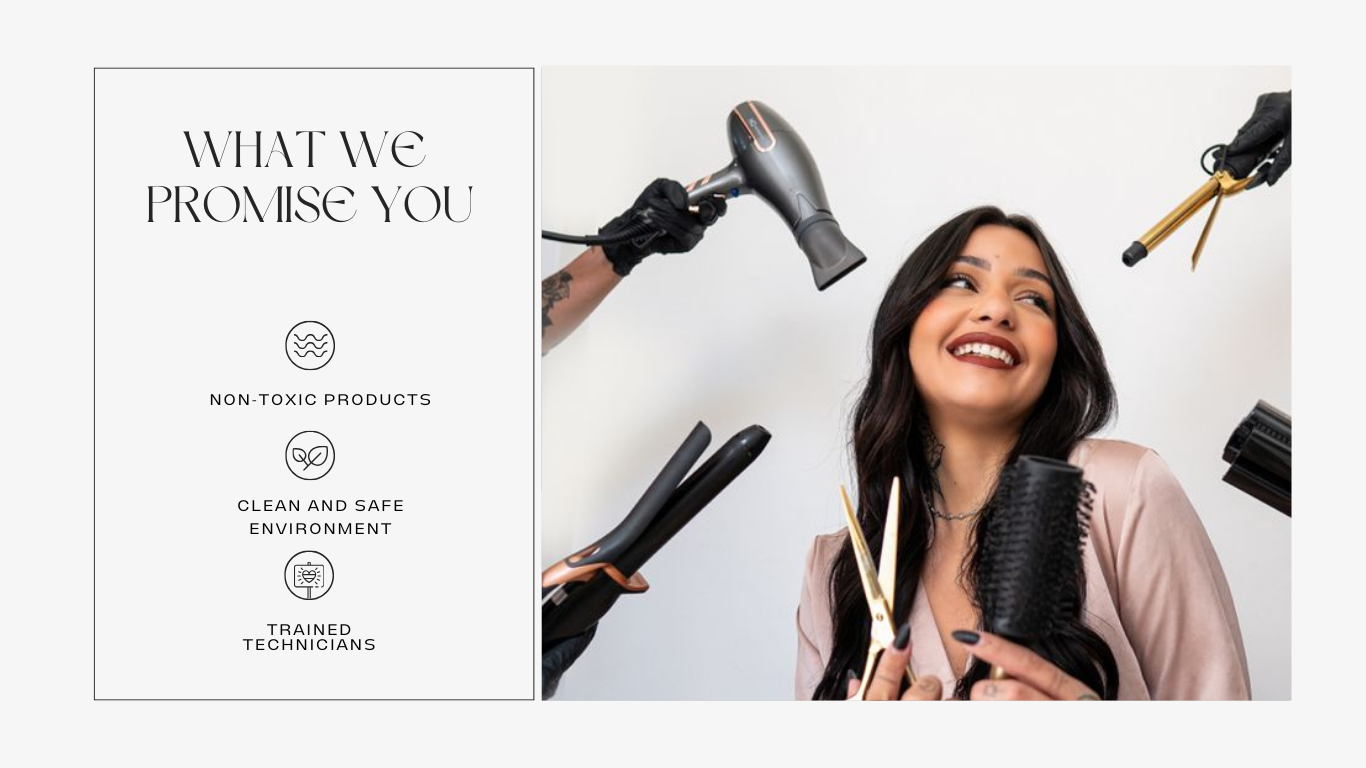 WHAT WE
PROMISE YOU
NON-TOXIC PRODUCTS
CLEAN AND SAFE
ENVIRONMENT
TRAINED
TECHNICIANS